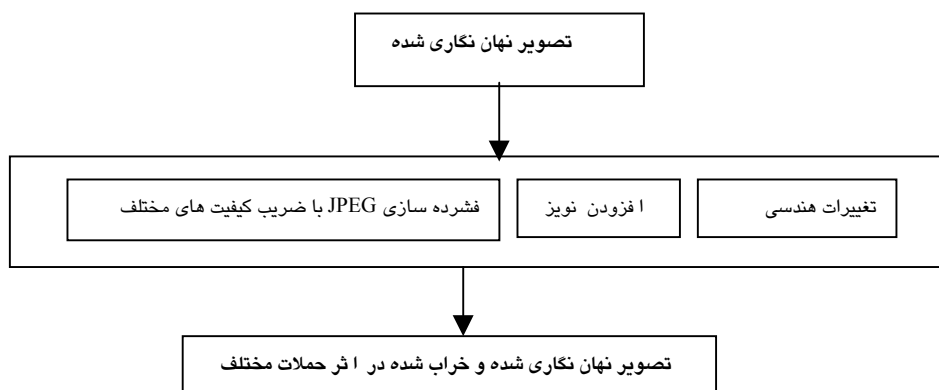 تصویر نهان نگاری شده
تغییرات هندسی
ا فزودن نویز
فشرده سازی JPEG با ضریب کیفیت های مختلف
تصویر نهان نگاری شده و خراب شده در ا ثر حملات مختلف